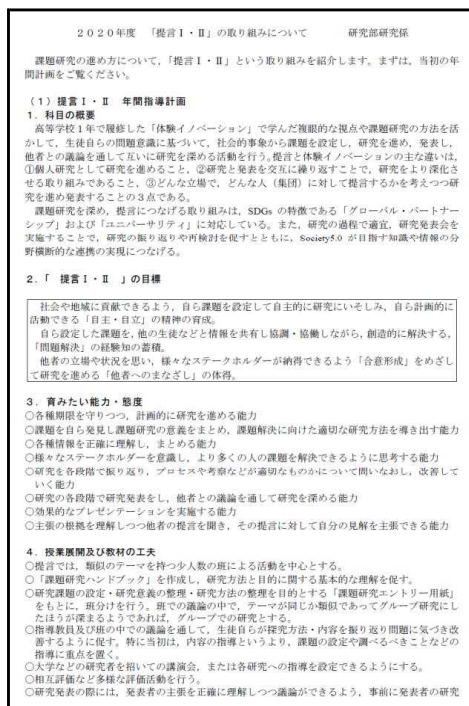 ２０２０年度　「提言Ⅰ・Ⅱ」の取り組みについて　　研究部研究係
課題研究の進め方について，「提言Ⅰ・Ⅱ」という取り組みを紹介します。まずは，当初の年
間計画をご覧ください。
（１）提言Ⅰ・Ⅱ　年間指導計画
１．科目の概要
高等学校１年で履修した「体験イノベーション」で学んだ複眼的な視点や課題研究の方法を活
かして，生徒自らの問題意識に基づいて，社会的事象から課題を設定し，研究を進め，発表し，
他者との議論を通して互いに研究を深める活動を行う。提言と体験イノベーションの主な違いは，
①個人研究として研究を進めること，②研究と発表を交互に繰り返すことで，研究をより深化さ
せる取り組みであること，③どんな立場で，どんな人（集団）に対して提言するかを考えつつ研
究を進め発表することの３点である。
課題研究を深め，提言につなげる取り組みは，SDGs の特徴である「グローバル・パートナー
シップ」および「ユニバーサリティ」に対応している。また，研究の過程で適宜，研究発表会を
実施することで，研究の振り返りや再検討を促すとともに，Society5.0 が目指す知識や情報の分
野横断的な連携の実現につなげる。
２．「　提言Ⅰ・Ⅱ　」の目標
社会や地域に貢献できるよう，自ら課題を設定して自主的に研究にいそしみ，自ら計画的に
活動できる「自主・自立」の精神の育成。
自ら設定した課題を，他の生徒などと情報を共有し協調・協働しながら，創造的に解決する，
「問題解決」の経験知の蓄積。
他者の立場や状況を思い，様々なステークホルダーが納得できるよう「合意形成」をめざし
て研究を進める「他者へのまなざし」の体得。
３．育みたい能力・態度
○各種期限を守りつつ，計画的に研究を進める能力
○課題を自ら発見し課題研究の意義をまとめ，課題解決に向けた適切な研究方法を導き出す能力
○各種情報を正確に理解し，まとめる能力
○様々なステークホルダーを意識し，より多くの人の課題を解決できるように思考する能力
○研究を各段階で振り返り，プロセスや考察などが適切なものかについて問いなおし，改善して
いく能力
○研究の各段階で研究発表をし，他者との議論を通して研究を深める能力
○効果的なプレゼンテーションを実施する能力
○主張の根拠を理解しつつ他者の提言を聞き，その提言に対して自分の見解を主張できる能力
４．授業展開及び教材の工夫
○提言では，類似のテーマを持つ少人数の班による活動を中心とする。
○「課題研究ハンドブック」を作成し，研究方法と目的に関する基本的な理解を促す。
○研究課題の設定・研究意義の整理・研究方法の整理を目的とする「課題研究エントリー用紙」
をもとに，班分けを行う。班での議論の中で，テーマが同じか類似であってグループ研究にし
たほうが深まるようであれば，グループでの研究とする。
○指導教員及び班の中での議論を通して，生徒自らが探究方法・内容を振り返り問題に気づき改
善するように促す。特に当初は，内容の指導というより，課題の設定や調べるべきことなどの
指導に重点を置く。
○大学などの研究者を招いての講演会，または各研究への指導を設定できるようにする。
○相互評価など多様な評価活動を行う。
○研究発表の際には，発表者の主張を正確に理解しつつ議論ができるよう，事前に発表者の研究